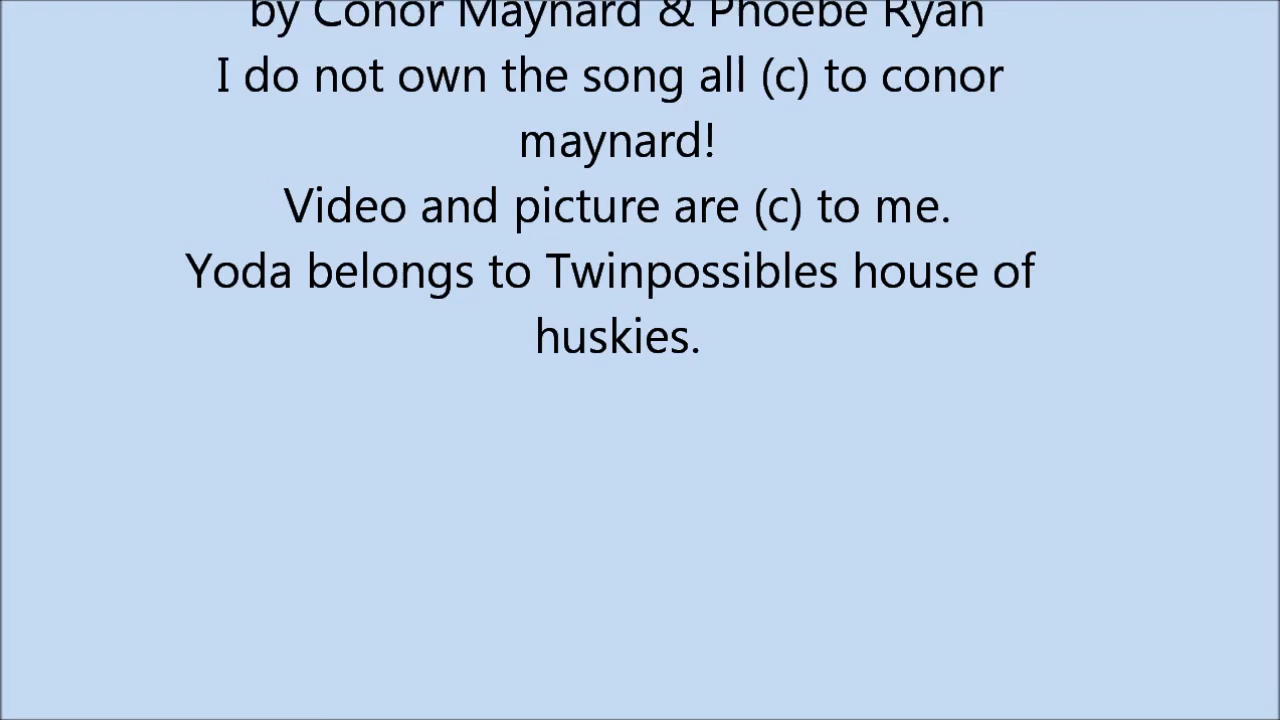 by Conor Maynard & Phoebe Ryan
I do not own the song all (c) to conor
maynard!
Video and picture are (c) to me.
Yoda belongs to Twinpossibles house of
huskies.